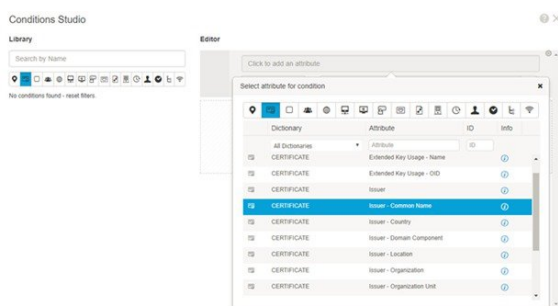 Conditions Studio
Library
Editor
Search by Name
Click to add an attribute
No conditions found - reset filters.
Select attribute for condition
Dictionary Attribute ID Info
All Dictionaries Attribute ID
CERTIFICATE Extended Key Usage - Name
CERTIFICATE Extended Key Usage - OID
CERTIFICATE Issuer
CERTIFICATE Issuer - Common Name
CERTIFICATE Issuer - Country
CERTIFICATE Issuer - Domain Component
CERTIFICATE Issuer - Location
CERTIFICATE Issuer - Organization
CERTIFICATE Issuer - Organization Unit